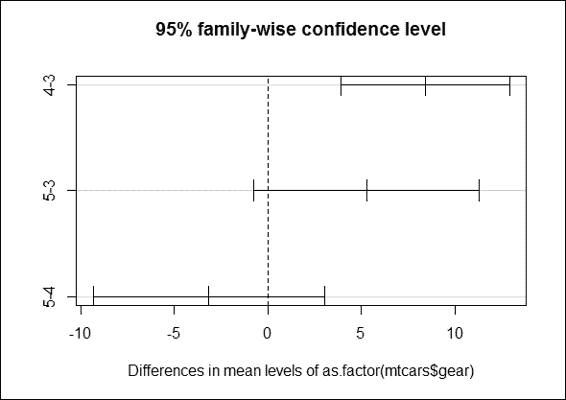 95% family-wise confidence level
4-3
5-3
5-4
-10 -5 0 5 10
Differences in mean levels of as.factor(mtcars$gear)